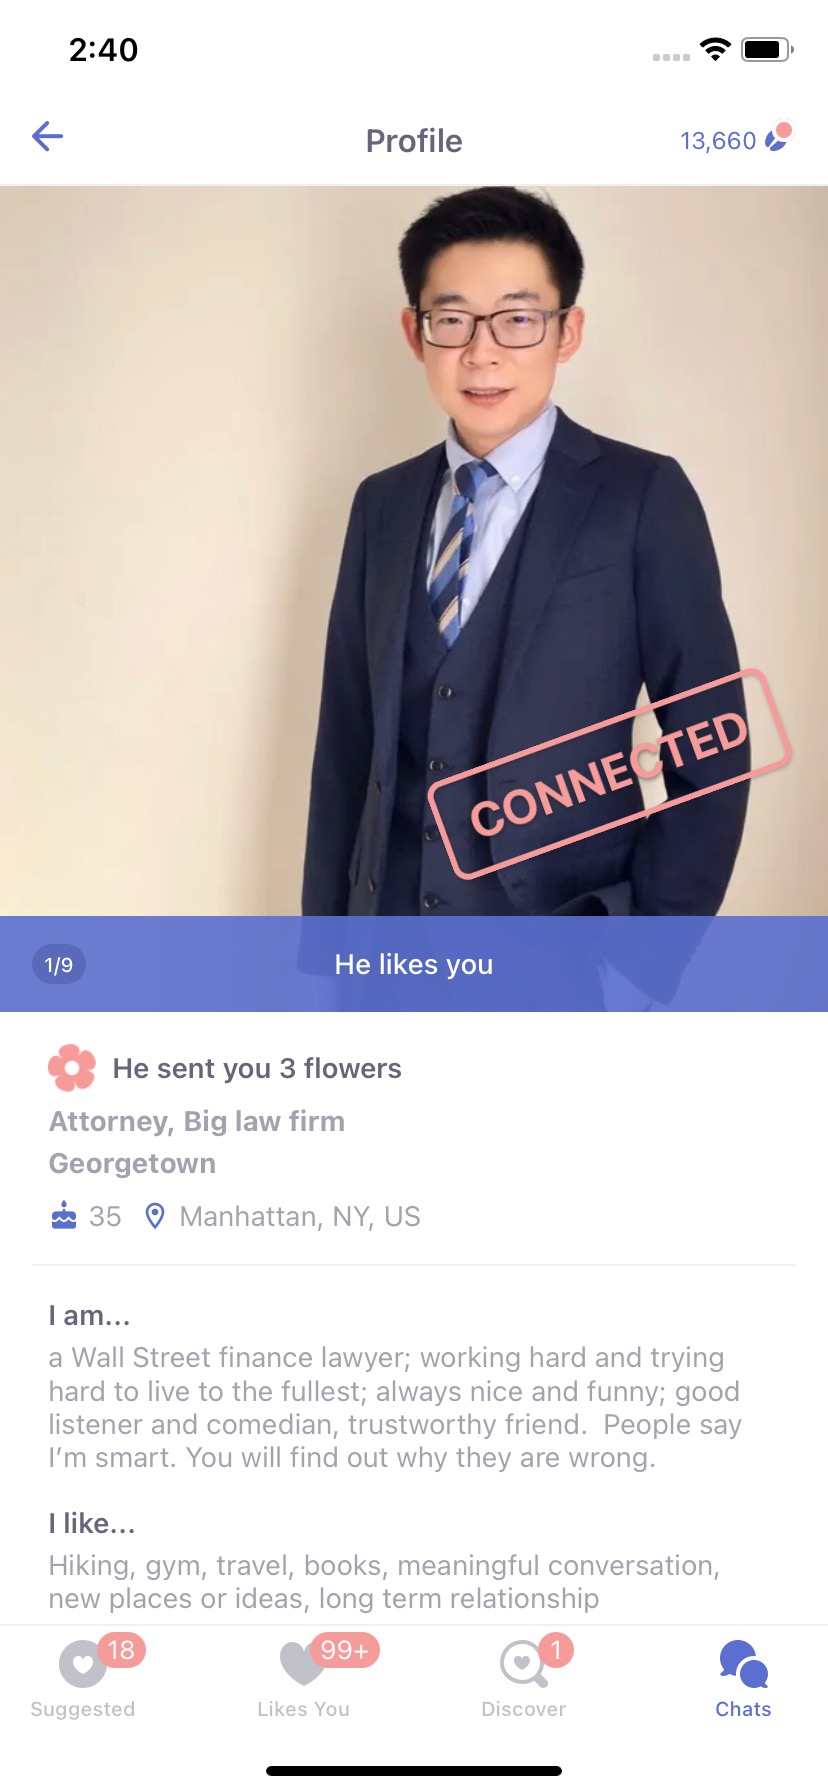 2:40
Profile
13,660
CONNECTED
1/9
He likes you
He sent you 3 flowers
Attorney, Big law firm
Georgetown
35 Manhattan, NY, US
I am...
a Wall Street finance lawyer; working hard and trying
hard to live to the fullest; always nice and funny; good
listener and comedian, trustworthy friend.  People say
I'm smart. You will find out why they are wrong.
I like...
Hiking, gym, travel, books, meaningful conversation,
new places or ideas, long term relationship
18 99+ 1
Suggested Likes You Discover Chats